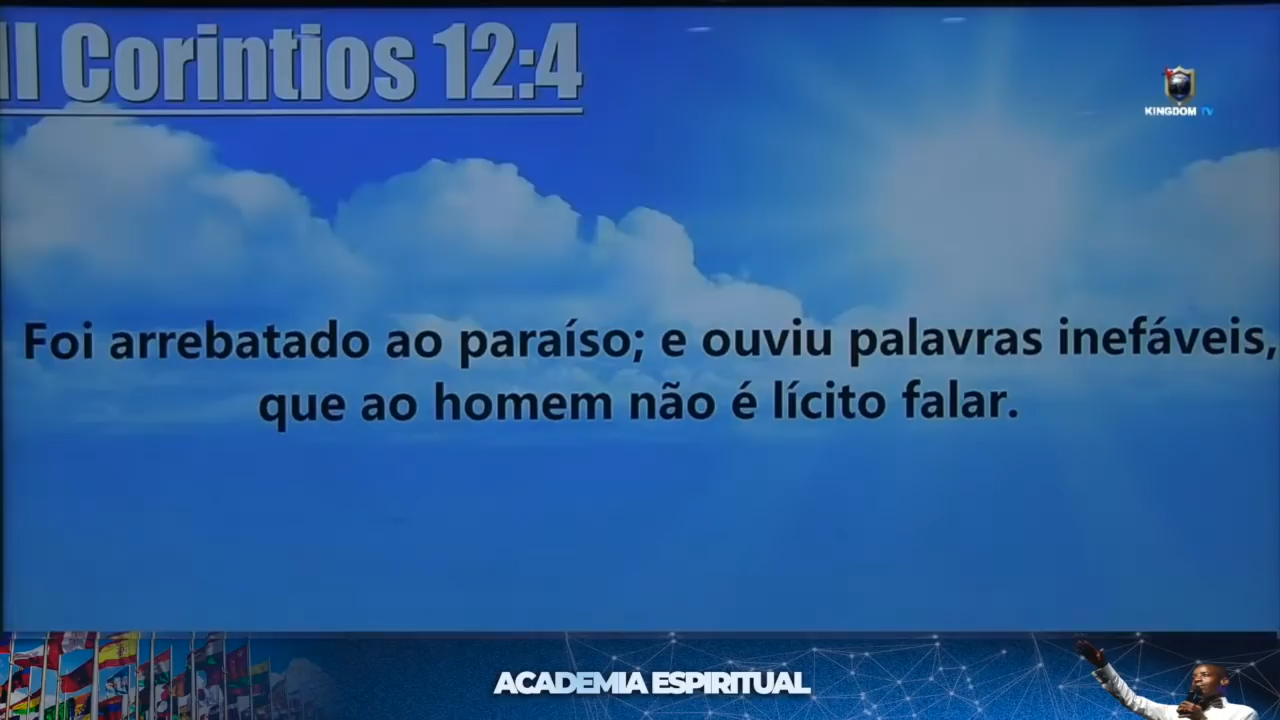 II Corintios 12:4
KINGDOM TV
Foi arrebatado ao paraíso; e ouviu palavras inefáveis,
que ao homem não é lícito falar.
ACADEMIA ESPIRITUAL